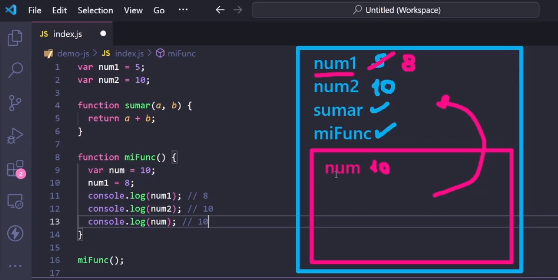 File Edit Selection View Go ··· Untitled (Workspace)
JS index.js
demo-js > JS index.js > miFunc
1 var num1 = 5;
2 var num2 = 10;
3
4 function sumar(a, b) {
5 return a + b;
6 }
7
8 function miFunc() {
9 var num = 10;
10 num1 = 8;
11 console.log(num1); // 8
12 console.log(num2); // 10
13 console.log(num); // 10
14 }
15
16 miFunc();
17
2
num1 5 8
num2 10
sumar
miFunc
num 10